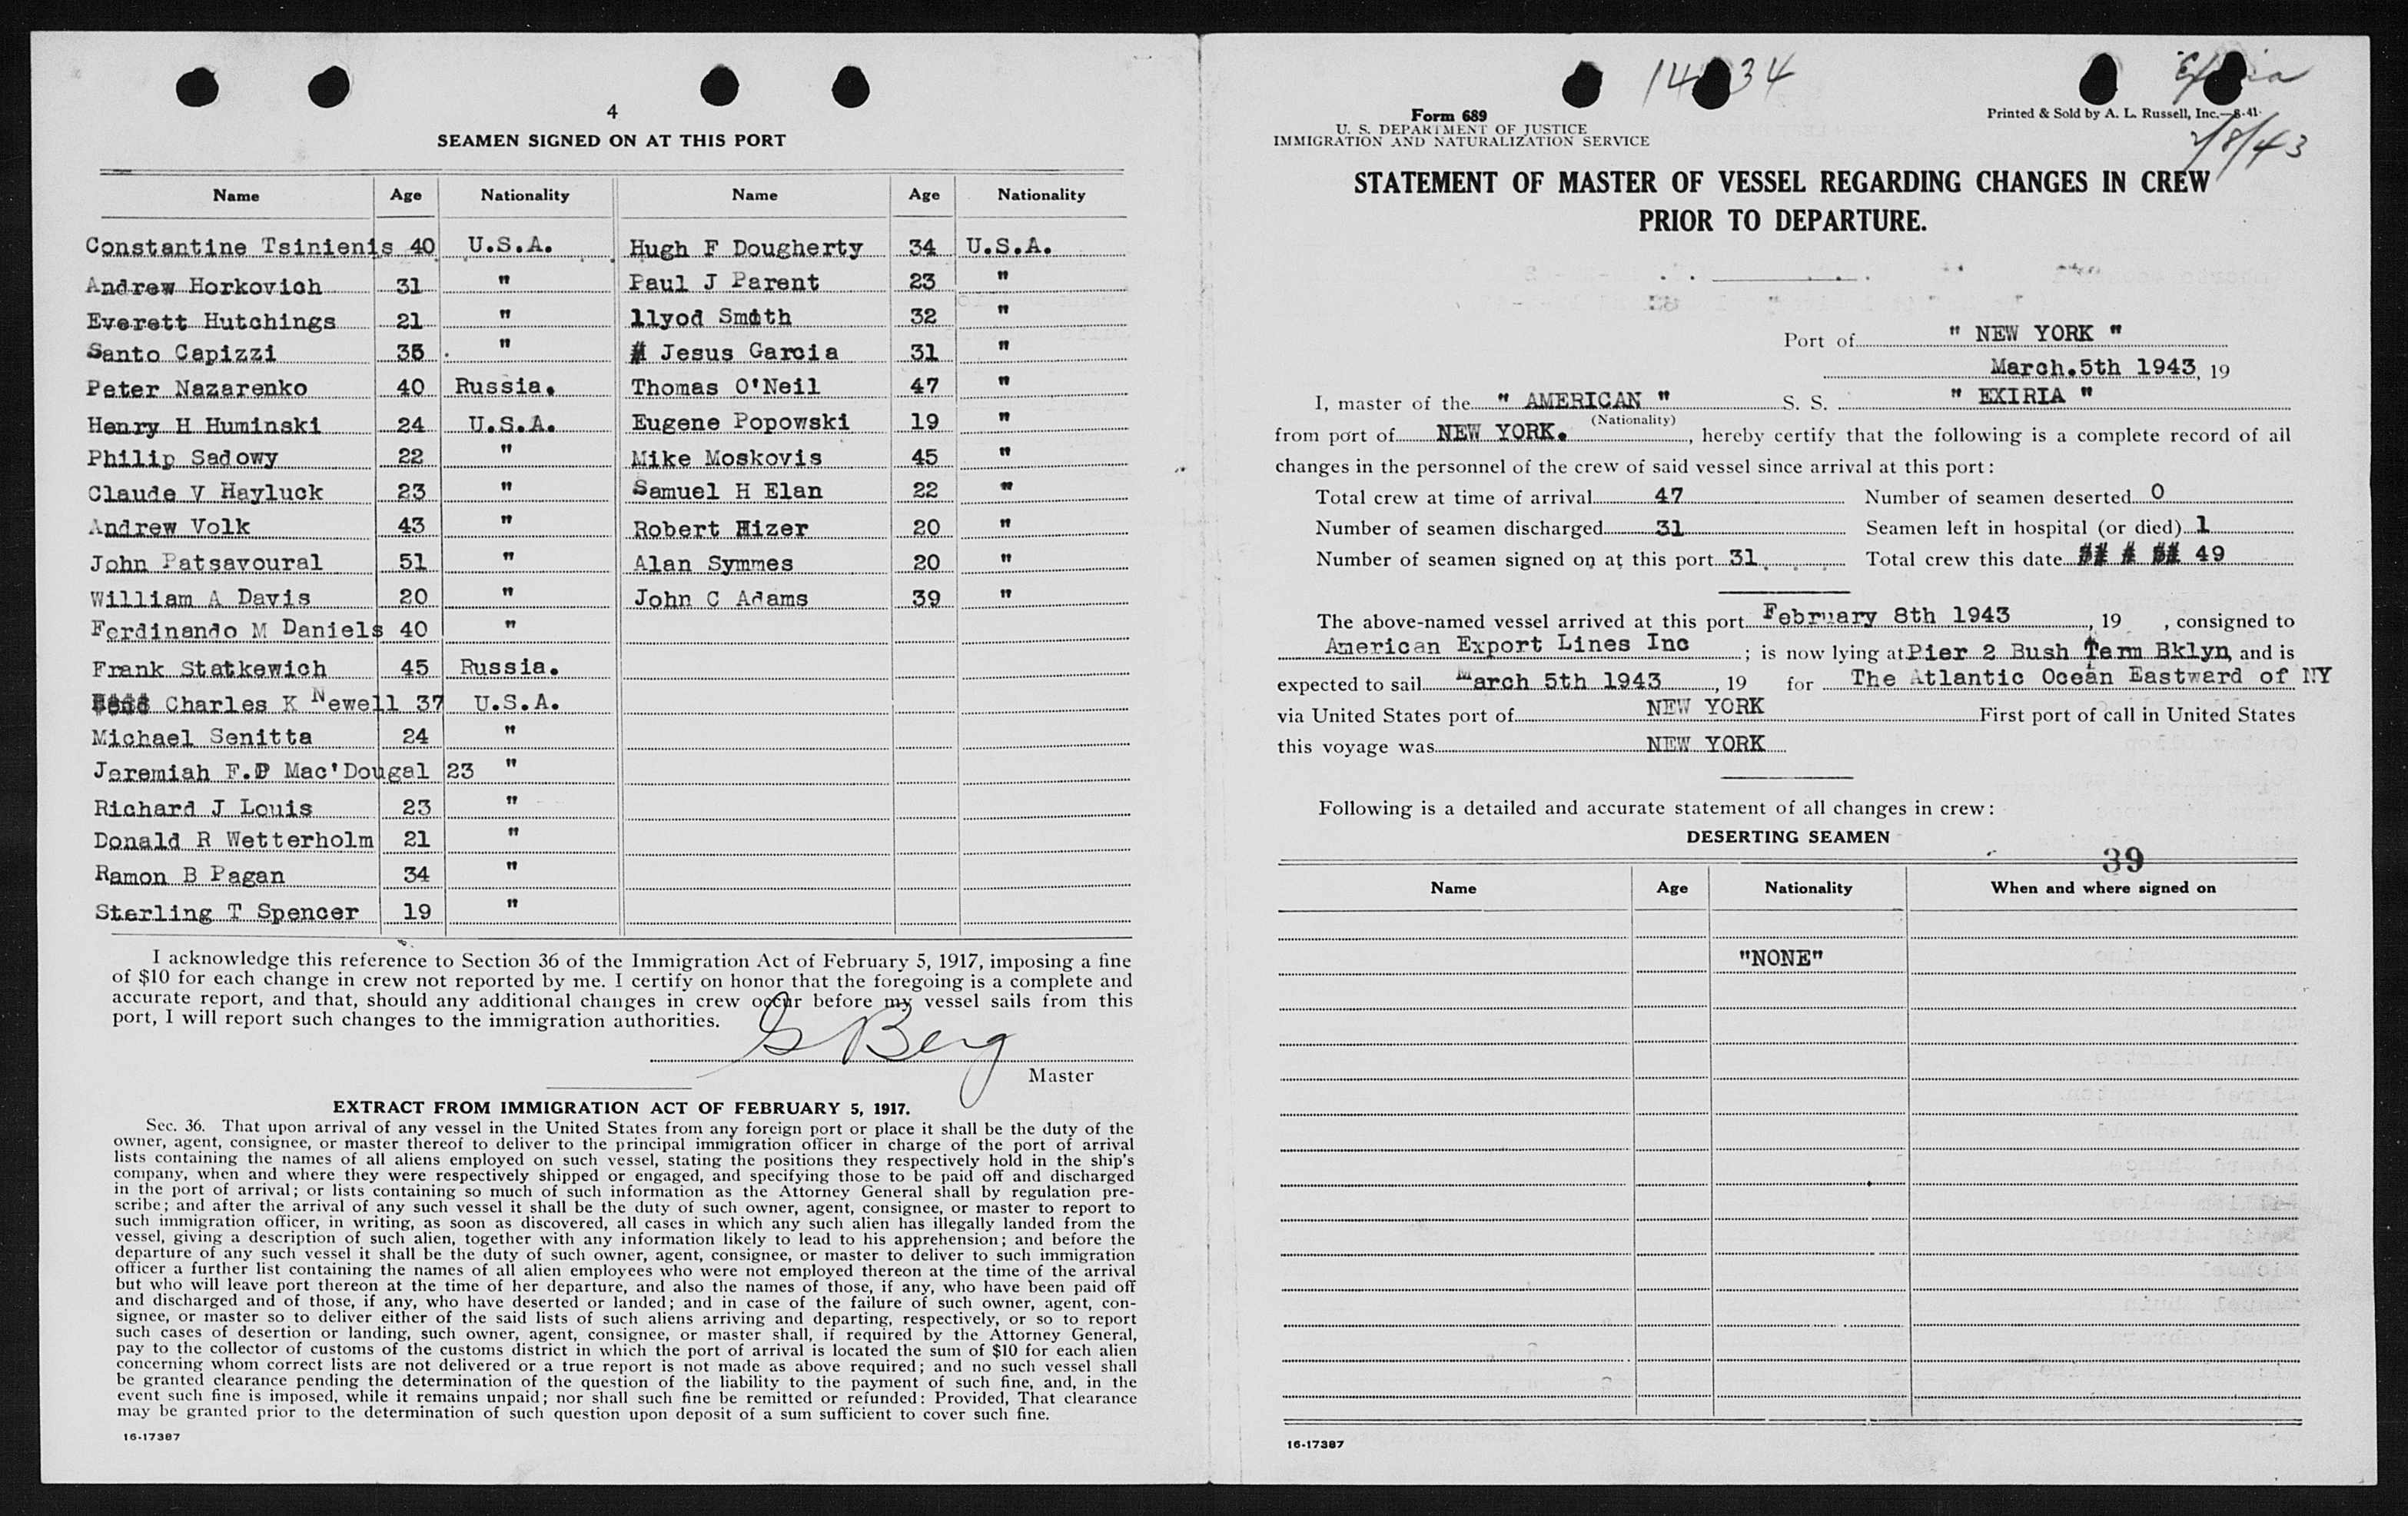 4
SEAMEN SIGNED ON AT THIS PORT
Name Age Nationality Name Age Nationality
Constantine Tsinienis 40 U.S.A. Hugh F Dougherty 34 U.S.A.
Andrew Horkovich 31 " Paul J Parent 23 "
Everett Hutchings 21 " llyod Smith 32 "
Santo Capizzi 35 " Jesus Garcia 31 "
Peter Nazarenko 40 Russia. Thomas O'Neil 47 "
Henry H Huminski 24 U.S.A. Eugene Popowski 19 "
Philip Sadowy 22 " Mike Moskovis 45 "
Claude V Hayluck 23 " Samuel H Elan 22 "
Andrew Volk 43 " Robert Hizer 20 "
John Patsavoural 51 " Alan Symmes 20 "
William A Davis 20 " John C Adams 39 "
Ferdinando M Daniels 40 "
Frank Statkewich 45 Russia.
Charles K Newell 37 U.S.A.
Michael Senitta 24 "
Jeremiah F. Mac'Dougal 23 "
Richard J Louis 23 "
Donald R Wetterholm 21 "
Ramon B Pagan 34 "
Sterling T Spencer 19 "
I acknowledge this reference to Section 36 of the Immigration Act of February 5, 1917, imposing a fine
of $10 for each change in crew not reported by me. I certify on honor that the foregoing is a complete and
accurate report, and that, should any additional changes in crew occur before my vessel sails from this
port, I will report such changes to the immigration authorities.
G Berg
Master
EXTRACT FROM IMMIGRATION ACT OF FEBRUARY 5, 1917.
Sec. 36. That upon arrival of any vessel in the United States from any foreign port or place it shall be the duty of the
owner, agent, consignee, or master thereof to deliver to the principal immigration officer in charge of the port of arrival
lists containing the names of all aliens employed on such vessel, stating the positions they respectively hold in the ship's
company, when and where they were respectively shipped or engaged, and specifying those to be paid off and discharged
in the port of arrival; or lists containing so much of such information as the Attorney General shall by regulation pre-
scribe; and after the arrival of any such vessel it shall be the duty of such owner, agent, consignee, or master to report to
such immigration officer, in writing, as soon as discovered, all cases in which any such alien has illegally landed from the
vessel, giving a description of such alien, together with any information likely to lead to his apprehension; and before the
departure of any such vessel it shall be the duty of such owner, agent, consignee, or master to deliver to such immigration
officer a further list containing the names of all alien employees who were not employed thereon at the time of the arrival
but who will leave port thereon at the time of her departure, and also the names of those, if any, who have been paid off
and discharged and of those, if any, who have deserted or landed; and in case of the failure of such owner, agent, con-
signee, or master so to deliver either of the said lists of such aliens arriving and departing, respectively, or so to report
such cases of desertion or landing, such owner, agent, consignee, or master shall, if required by the Attorney General,
pay to the collector of customs of the customs district in which the port of arrival is located the sum of $10 for each alien
concerning whom correct lists are not delivered or a true report is not made as above required; and no such vessel shall
be granted clearance pending the determination of the question of the liability to the payment of such fine, and, in the
event such fine is imposed, while it remains unpaid; nor shall such fine be remitted or refunded: Provided, That clearance
may be granted prior to the determination of such question upon deposit of a sum sufficient to cover such fine.
16-17387
Form 689
U. S. DEPARTMENT OF JUSTICE
IMMIGRATION AND NATURALIZATION SERVICE
Printed & Sold by A. L. Russell, Inc.—8-41
2/8/43
STATEMENT OF MASTER OF VESSEL REGARDING CHANGES IN CREW
PRIOR TO DEPARTURE.
Port of " NEW YORK "
March.5th 1943, 19
I, master of the " AMERICAN " S. S. " EXIRIA "
(Nationality)
from port of NEW YORK. , hereby certify that the following is a complete record of all
changes in the personnel of the crew of said vessel since arrival at this port:
Total crew at time of arrival 47 Number of seamen deserted 0
Number of seamen discharged 31 Seamen left in hospital (or died) 1
Number of seamen signed on at this port 31 Total crew this date 49
The above-named vessel arrived at this port February 8th 1943, 19 , consigned to
American Export Lines Inc ; is now lying at Pier 2 Bush Term Bklyn, and is
expected to sail March 5th 1943, 19 for The Atlantic Ocean Eastward of NY
via United States port of NEW YORK First port of call in United States
this voyage was NEW YORK
Following is a detailed and accurate statement of all changes in crew:
DESERTING SEAMEN
39
Name Age Nationality When and where signed on
"NONE"
16-17387